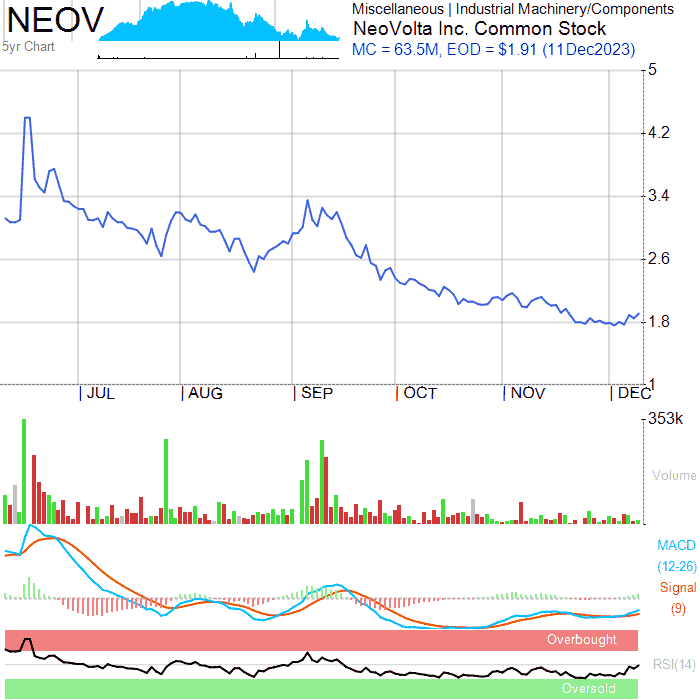 NEOV
5yr Chart
Miscellaneous | Industrial Machinery/Components
NeoVolta Inc. Common Stock
MC = 63.5M, EOD = $1.91 (11Dec2023)
5
4.2
3.4
2.6
1.8
1
JUL AUG SEP OCT NOV DEC
353k
Volume
MACD
(12-26)
Signal
(9)
Overbought
RSI(14)
Oversold